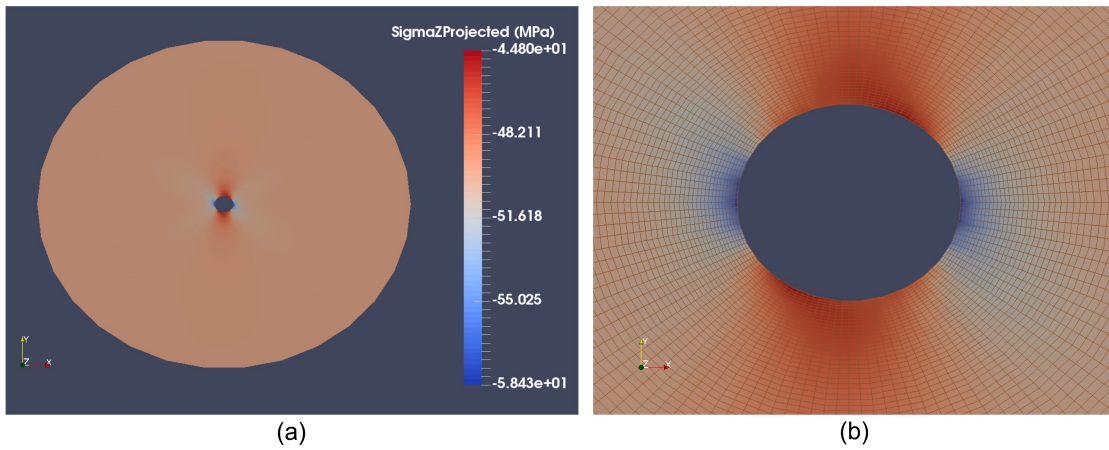 SigmaZProjected (MPa)
-4.480e+01
-48.211
-51.618
-55.025
-5.843e+01
Y
Z X
Y
Z X
(a)
(b)